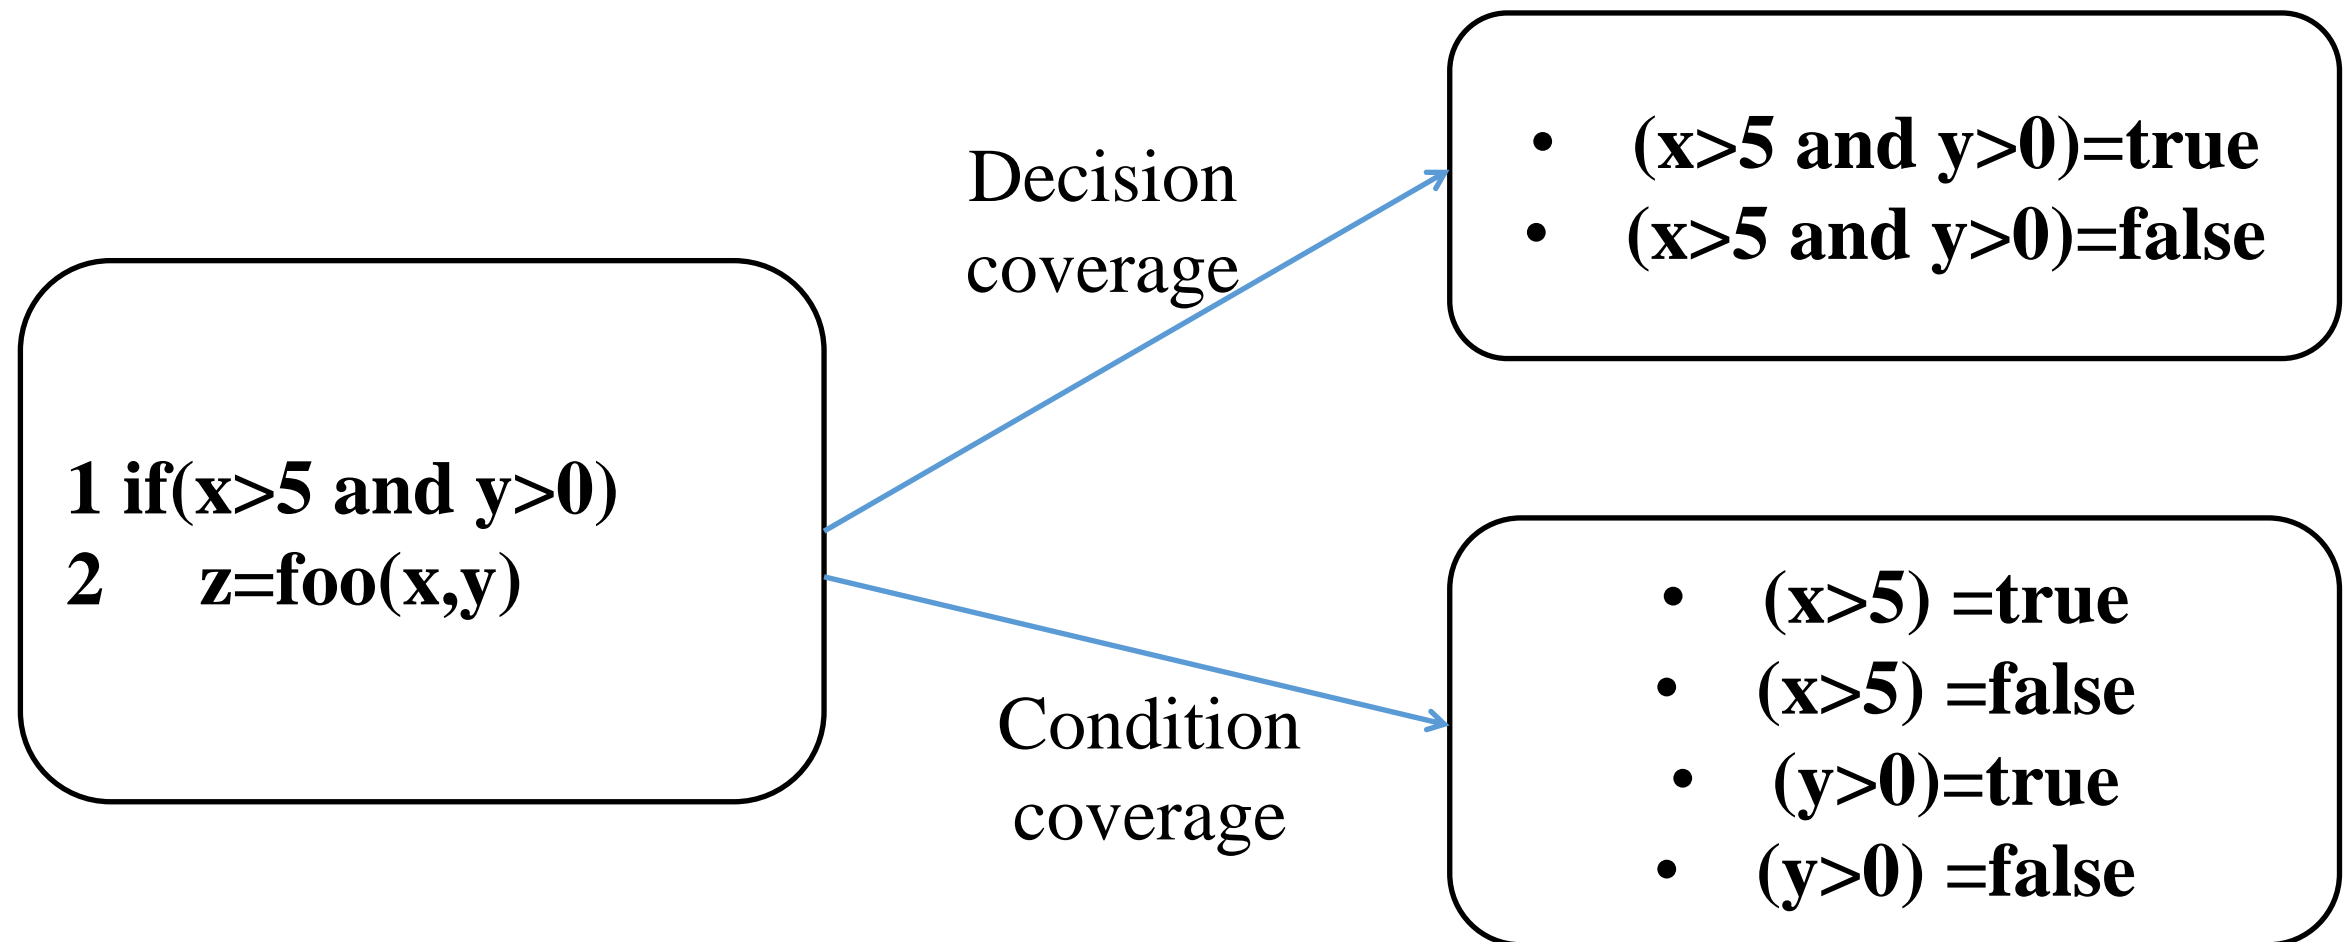 1 if(x>5 and y>0)
2 z=foo(x,y)
Decision
coverage
• (x>5 and y>0)=true
• (x>5 and y>0)=false
Condition
coverage
• (x>5) =true
• (x>5) =false
• (y>0)=true
• (y>0) =false